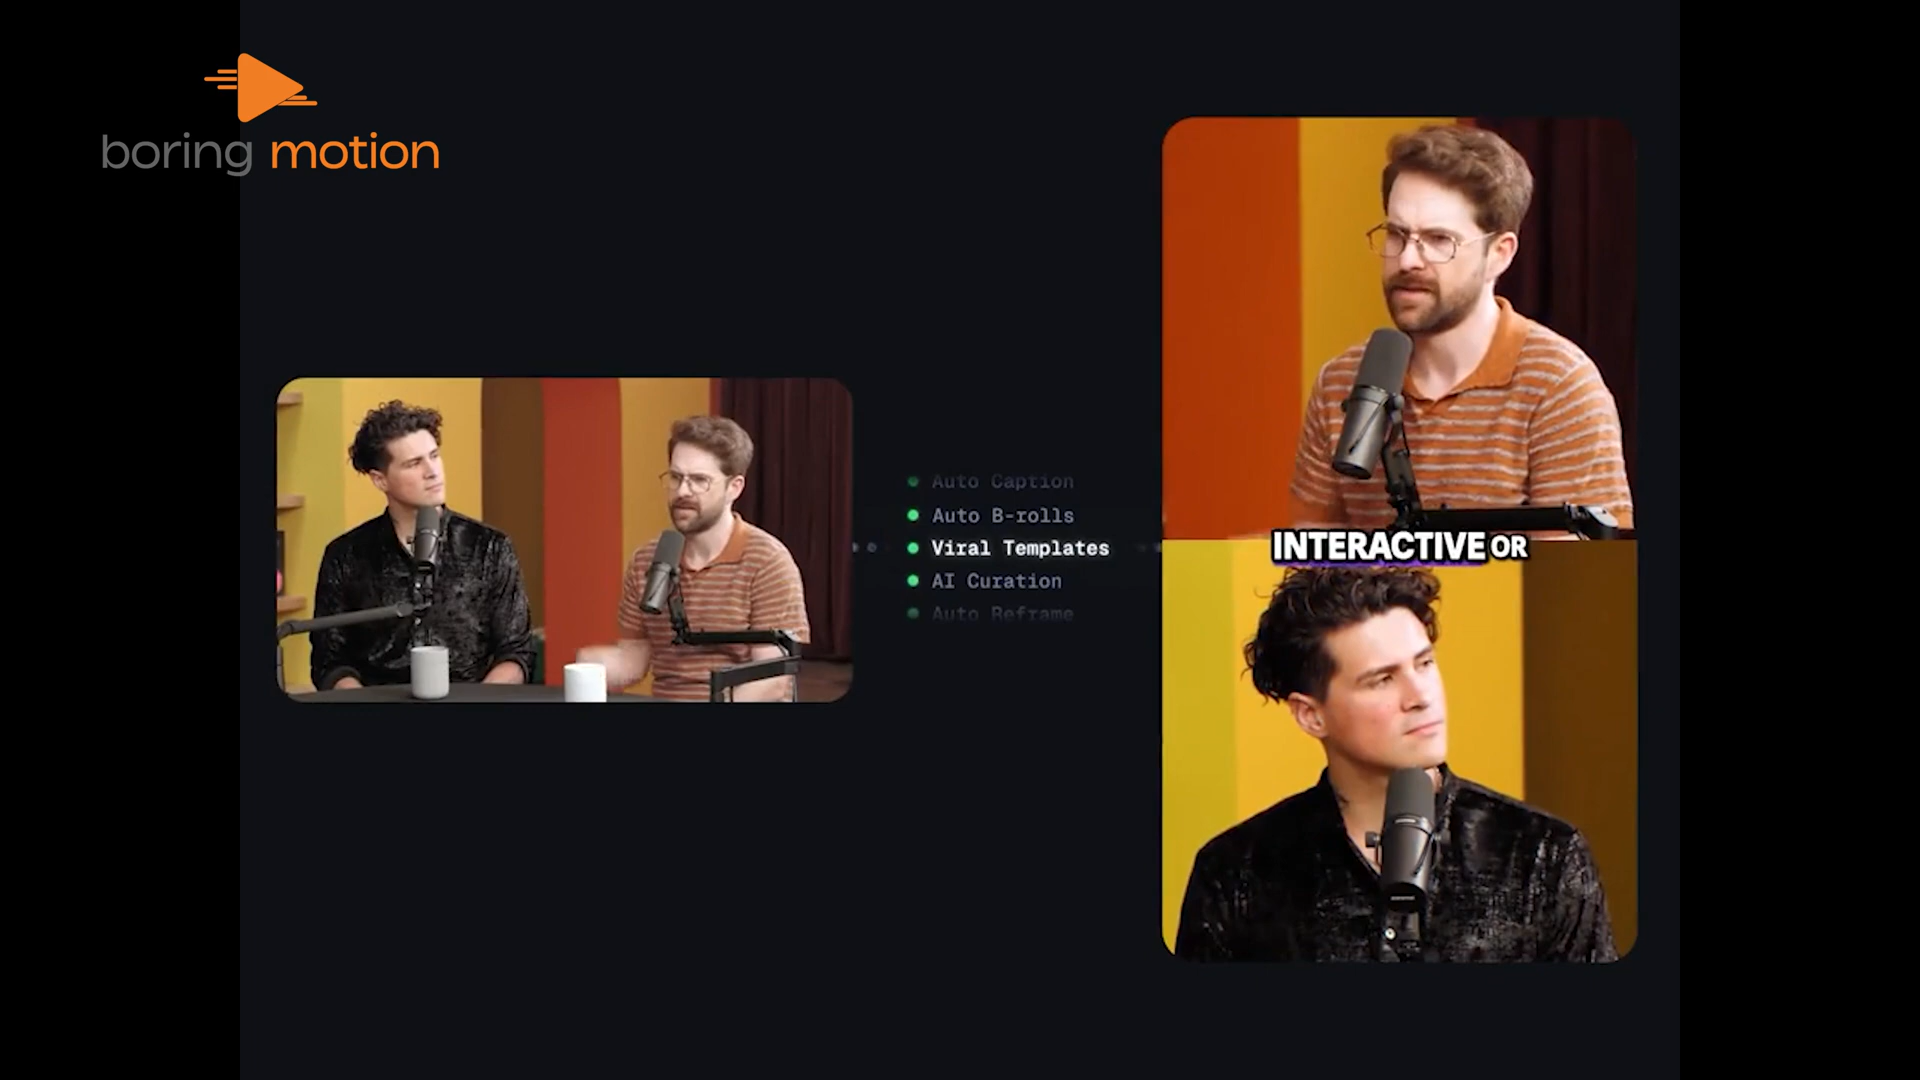 boring motion
Auto Caption
Auto B-rolls
Viral Templates
AI Curation
Auto Reframe
INTERACTIVE OR